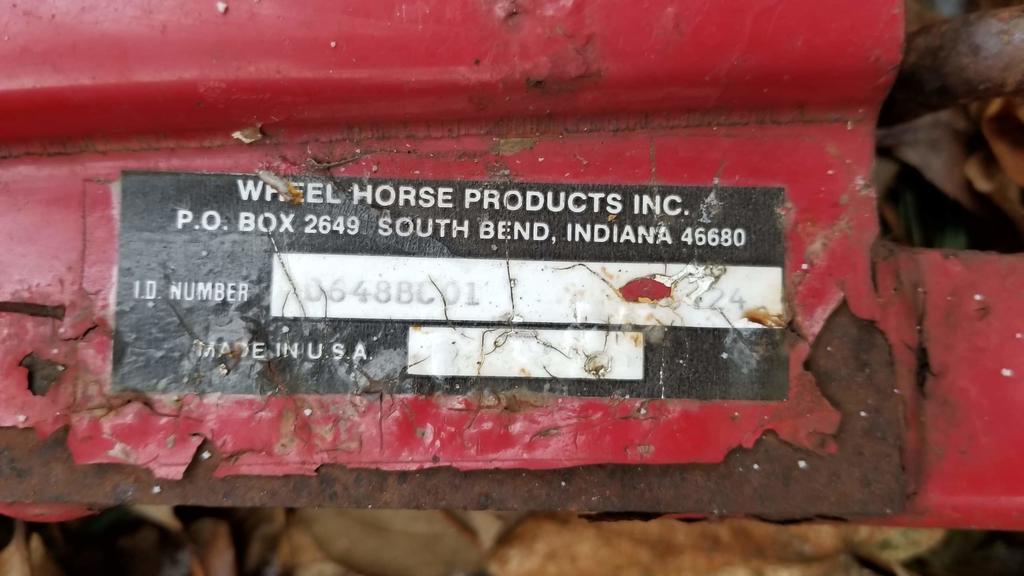 WHEEL HORSE PRODUCTS INC.
P.O. BOX 2649 SOUTH BEND, INDIANA 46680
I.D. NUMBER
MADE IN U.S.A.